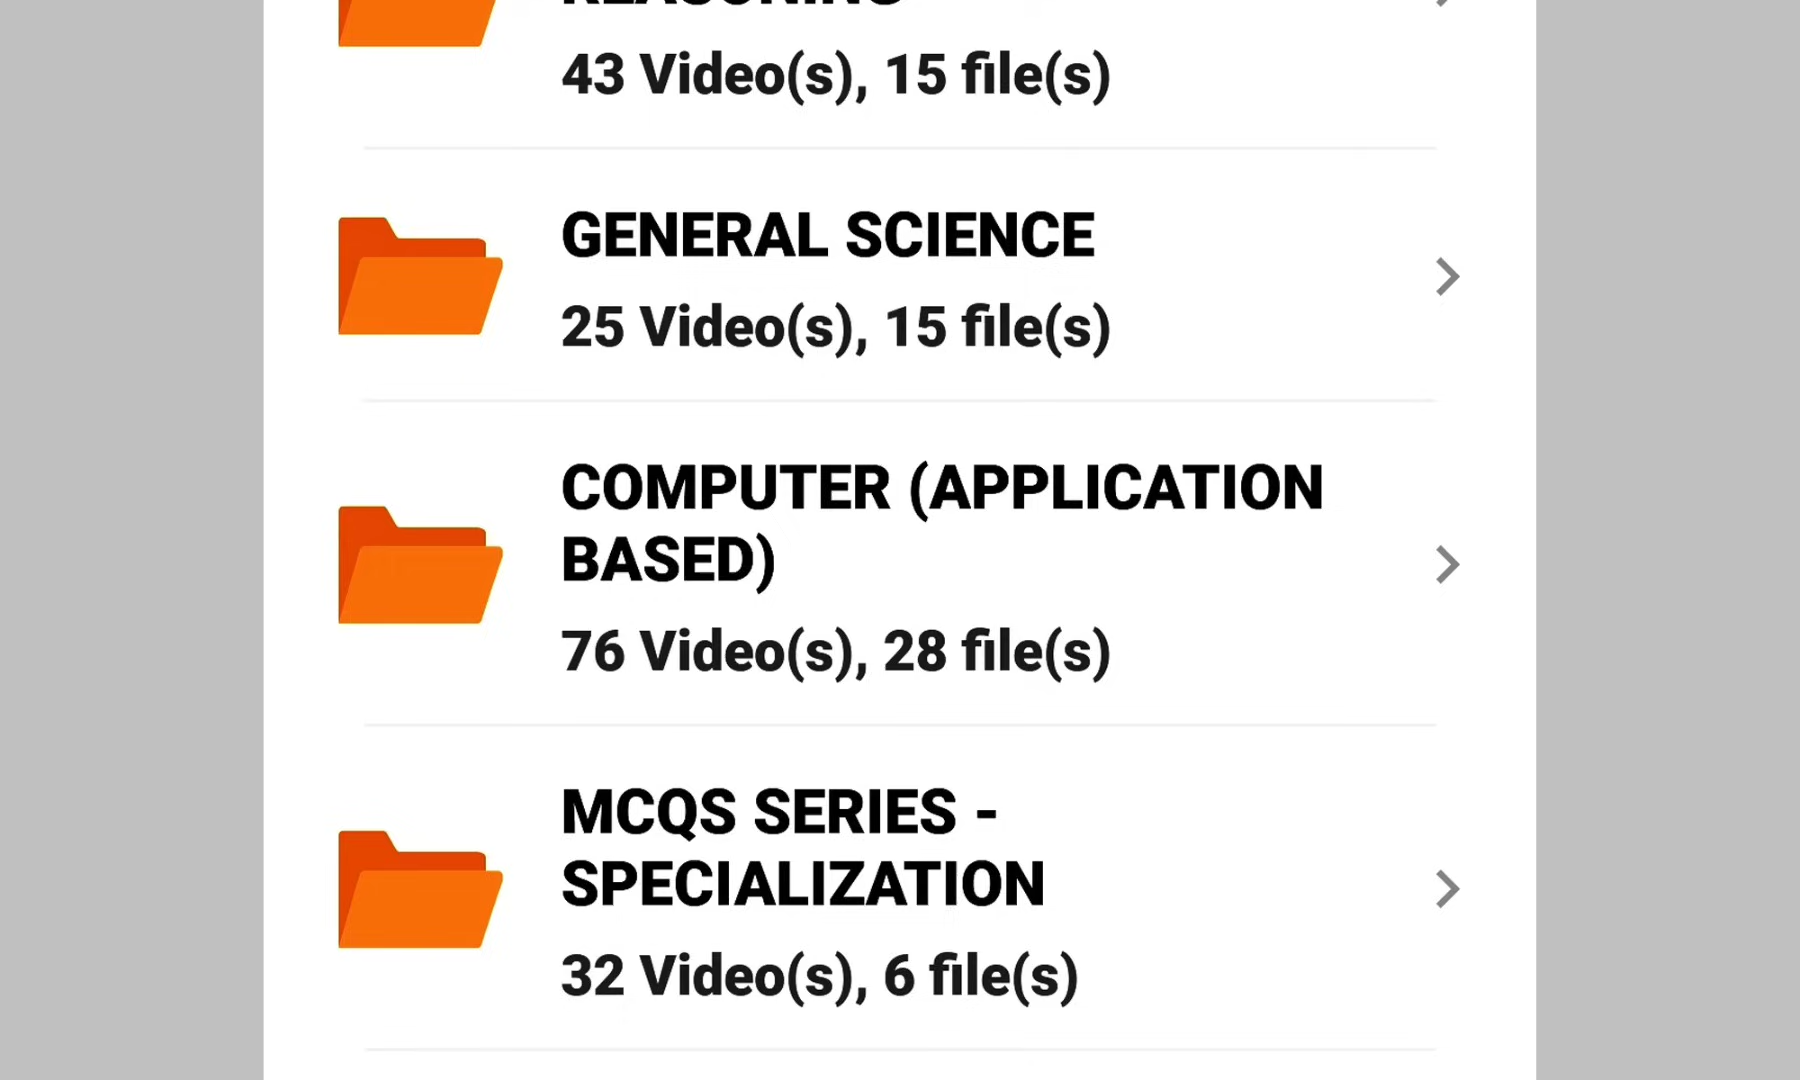 REASONING
43 Video(s), 15 file(s)
GENERAL SCIENCE
25 Video(s), 15 file(s)
COMPUTER (APPLICATION
BASED)
76 Video(s), 28 file(s)
MCQS SERIES -
SPECIALIZATION
32 Video(s), 6 file(s)